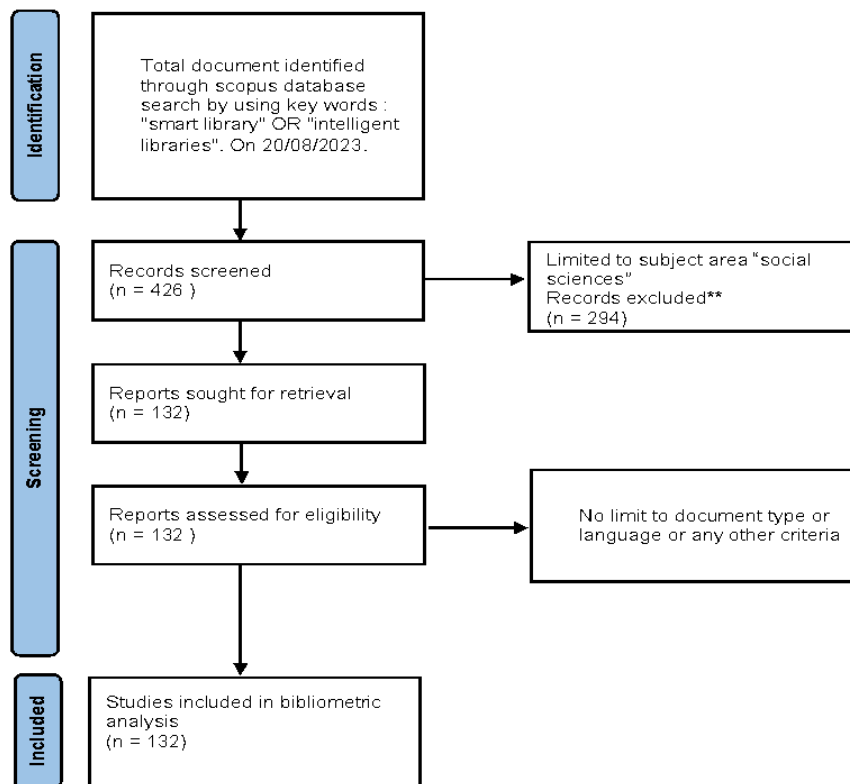 Identification
Total document identified
through scopus database
search by using key words :
"smart library" OR "intelligent
libraries". On 20/08/2023.
Screening
Records screened
(n = 426 )
Limited to subject area "social
sciences"
Records excluded**
(n = 294)
Reports sought for retrieval
(n = 132)
Reports assessed for eligibility
(n = 132 )
No limit to document type or
language or any other criteria
Included
Studies included in bibliometric
analysis
(n = 132)